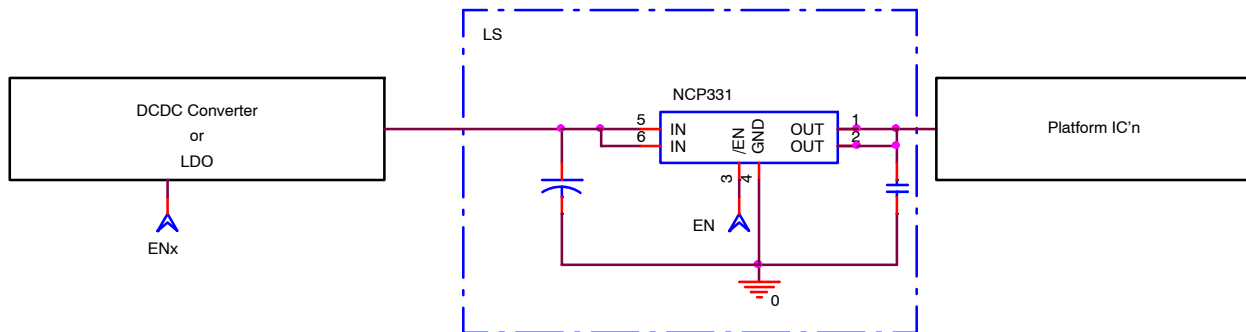 LS
DCDC Converter
or
LDO
ENx
NCP331
5
6
IN
IN
/EN
GND
OUT
OUT
1
2
3
4
EN
0
Platform IC'n